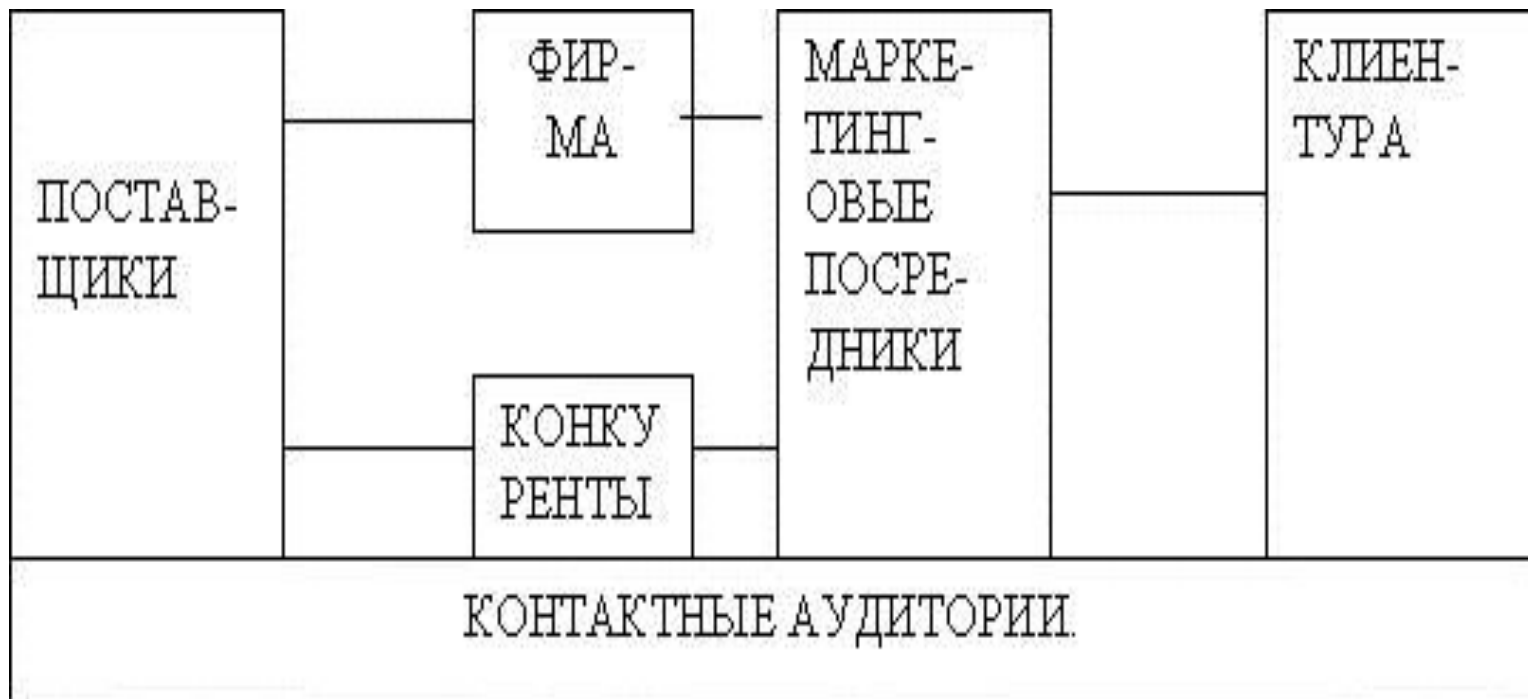 ПОСТАВ-
ЩИКИ
ФИР-
МА
КОНКУ
РЕНТЫ
МАРКЕ-
ТИНГ-
ОВЫЕ
ПОСРЕ-
ДНИКИ
КЛИЕН-
ТУРА
КОНТАКТНЫЕ АУДИТОРИИ.